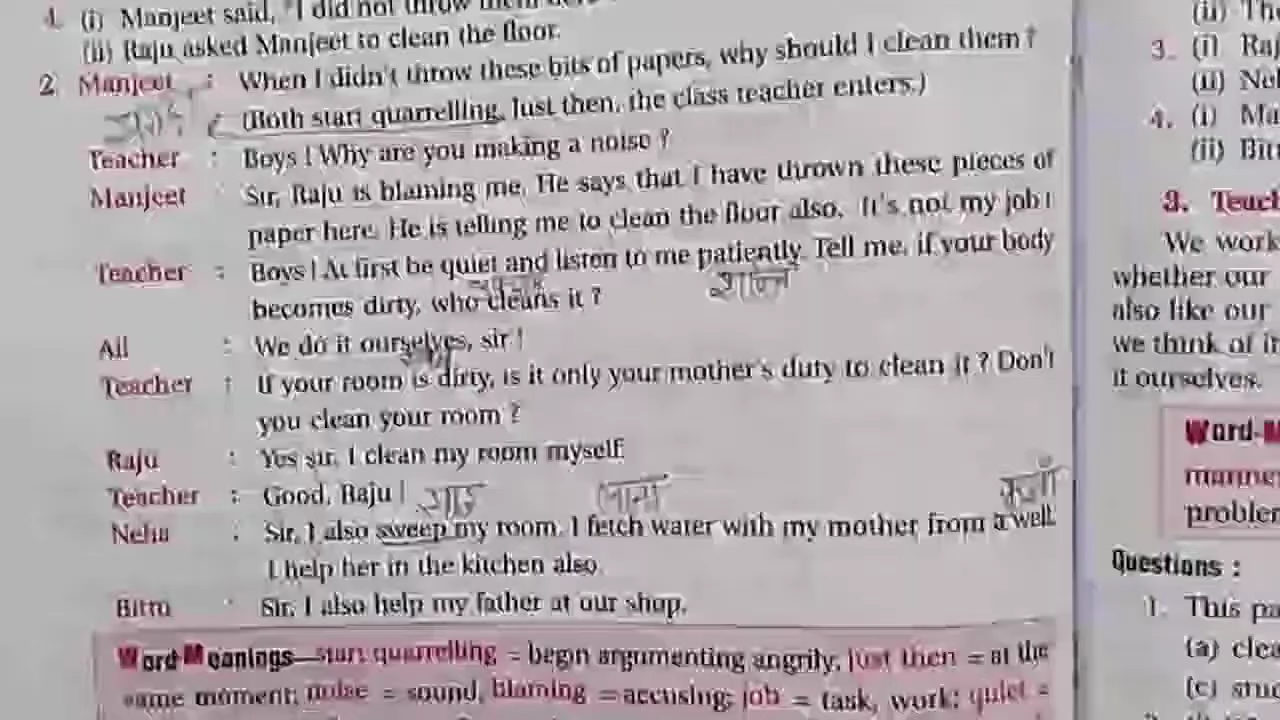 4. (i) Manjeet said, "I did not throw them
(ii) Raju asked Manjeet to clean the floor.
2. Manjeet : When I didn't throw these bits of papers, why should I clean them ?
(Both start quarrelling. Just then, the class teacher enters.)
Teacher : Boys ! Why are you making a noise ?
Manjeet : Sir, Raju is blaming me. He says that I have thrown these pieces of
paper here. He is telling me to clean the floor also. It's not my job !
Teacher : Boys ! At first be quiet and listen to me patiently. Tell me, if your body
शान्ति
becomes dirty, who cleans it ?
All : We do it ourselves, sir !
Teacher : If your room is dirty, is it only your mother's duty to clean it ? Don't
you clean your room ?
Raju : Yes sir, I clean my room myself.
Teacher : Good, Raju !
लाना
Neha : Sir, I also sweep my room. I fetch water with my mother from a well.
I help her in the kitchen also.
Bittu : Sir, I also help my father at our shop.
Word-Meanings—start quarrelling = begin argumenting angrily; just then = at the
same moment; noise = sound, blaming = accusing; job = task, work; quiet =
(ii) Th
3. (i) Raj
(ii) Neh
4. (i) Ma
(ii) Bitt
3. Teach
We work
whether our
also like our
we think of it
it ourselves.
Word-M
manner
problem
Questions :
1. This pa
(a) clea
(c) stud